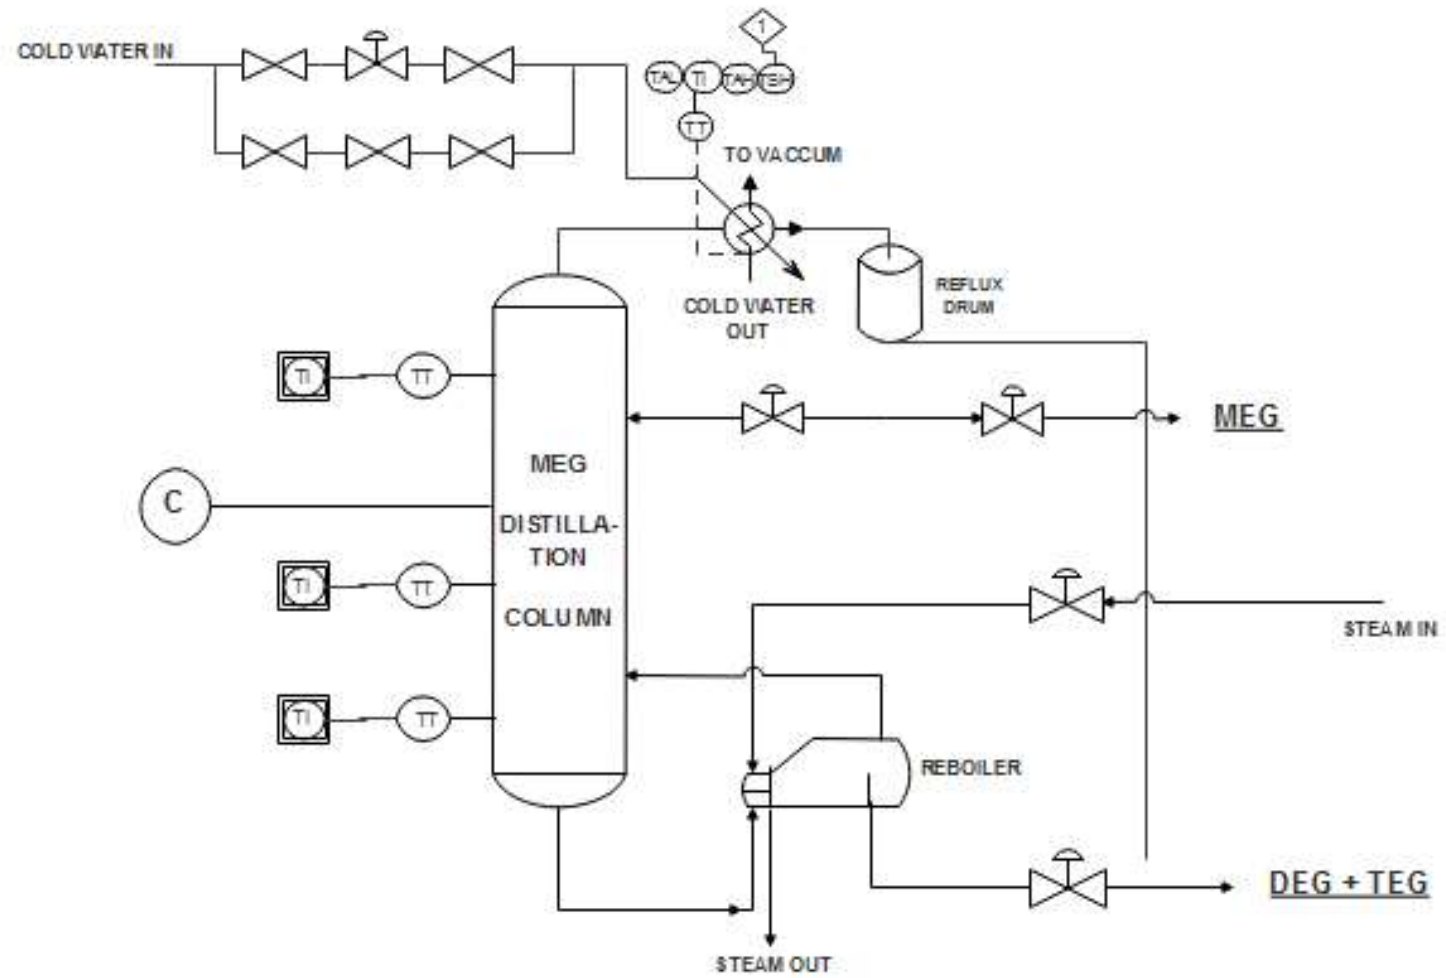 COLD WATER IN
1
TAL TI TAH TSH
TT
TO VACCUM
REFLUX
DRUM
COLD WATER
OUT
TI TT
MEG
MEG
C
DISTILLA-
TION
TI TT
COLUMN
STEAM IN
TI TT
REBOILER
DEG + TEG
STEAM OUT